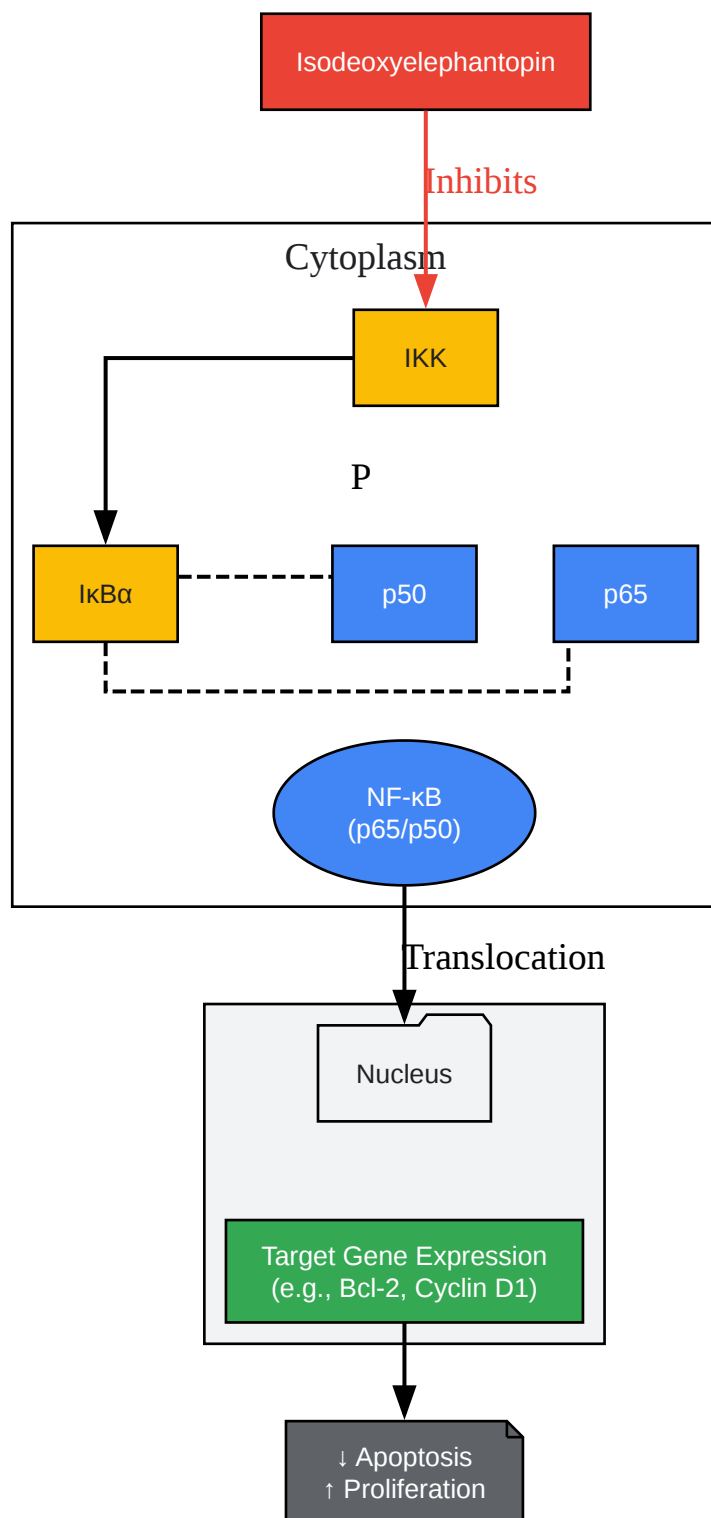 Isodeoxyelephantopin
Inhibits
Cytoplasm
IKK
P
IκBα
p50
p65
NF-κB
(p65/p50)
Translocation
Nucleus
Target Gene Expression
(e.g., Bcl-2, Cyclin D1)
↓ Apoptosis
↑ Proliferation